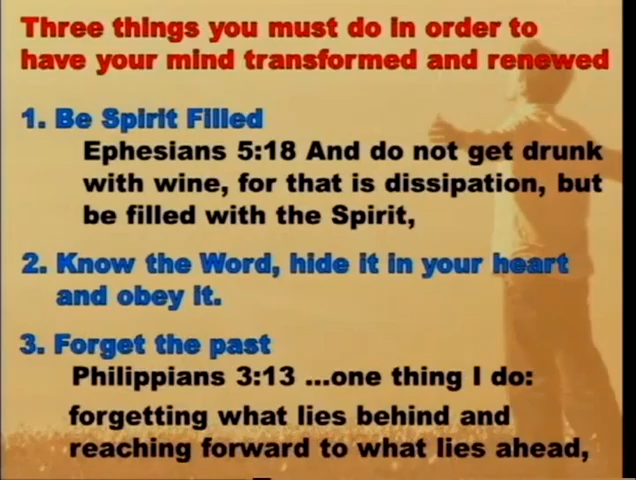 Three things you must do in order to
have your mind transformed and renewed
1. Be Spirit Filled
Ephesians 5:18 And do not get drunk
with wine, for that is dissipation, but
be filled with the Spirit,
2. Know the Word, hide it in your heart
and obey it.
3. Forget the past
Philippians 3:13 ...one thing I do:
forgetting what lies behind and
reaching forward to what lies ahead,